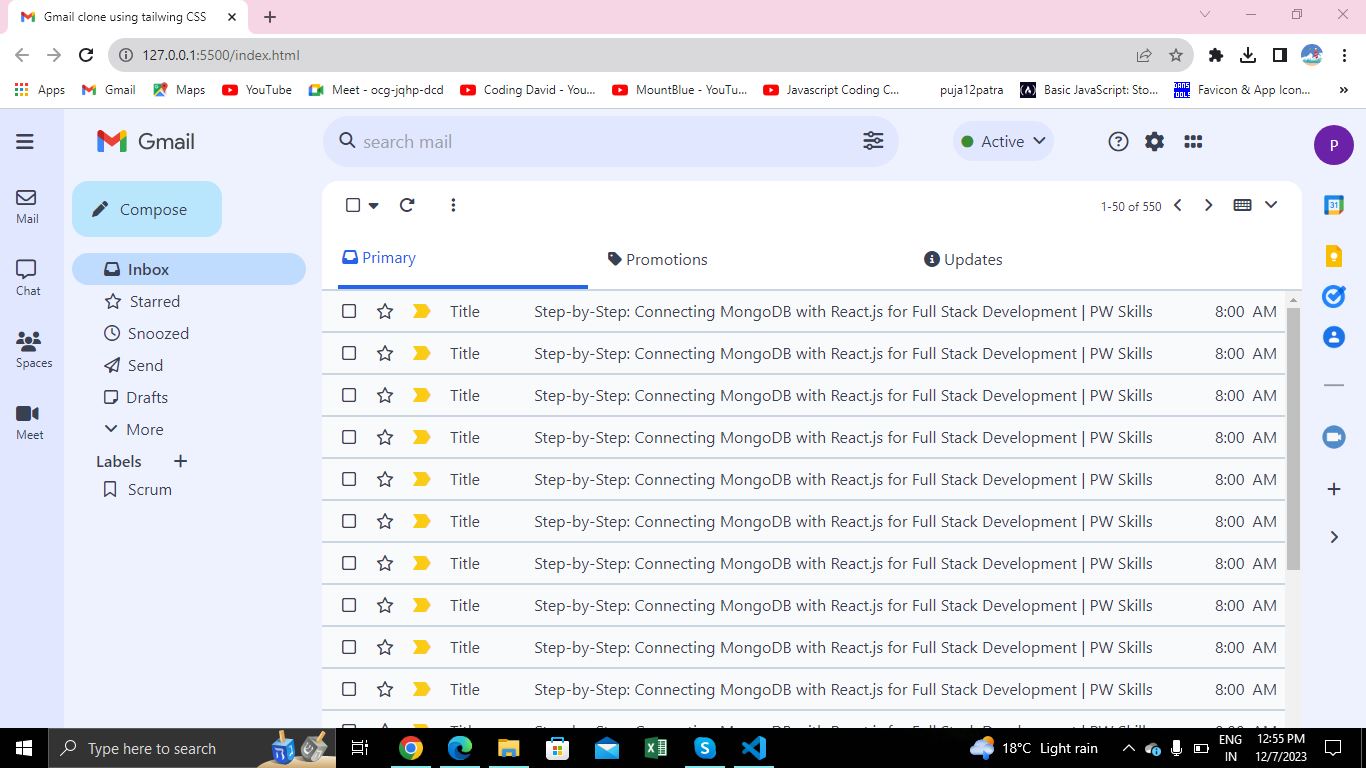 Gmail clone using tailwing CSS
127.0.0.1:5500/index.html
Apps Gmail Maps YouTube Meet - ocg-jqhp-dcd Coding David - You... MountBlue - YouTu... Javascript Coding C... puja12patra Basic JavaScript: Sto... Favicon & App Icon... »
Gmail search mail Active P
Mail
Chat
Spaces
Meet
Compose
Inbox
Starred
Snoozed
Send
Drafts
More
Labels +
Scrum
1-50 of 550
Primary Promotions Updates
Title Step-by-Step: Connecting MongoDB with React.js for Full Stack Development | PW Skills 8:00 AM
Title Step-by-Step: Connecting MongoDB with React.js for Full Stack Development | PW Skills 8:00 AM
Title Step-by-Step: Connecting MongoDB with React.js for Full Stack Development | PW Skills 8:00 AM
Title Step-by-Step: Connecting MongoDB with React.js for Full Stack Development | PW Skills 8:00 AM
Title Step-by-Step: Connecting MongoDB with React.js for Full Stack Development | PW Skills 8:00 AM
Title Step-by-Step: Connecting MongoDB with React.js for Full Stack Development | PW Skills 8:00 AM
Title Step-by-Step: Connecting MongoDB with React.js for Full Stack Development | PW Skills 8:00 AM
Title Step-by-Step: Connecting MongoDB with React.js for Full Stack Development | PW Skills 8:00 AM
Title Step-by-Step: Connecting MongoDB with React.js for Full Stack Development | PW Skills 8:00 AM
Title Step-by-Step: Connecting MongoDB with React.js for Full Stack Development | PW Skills 8:00 AM
31
Type here to search
18°C Light rain
ENG
IN
12:55 PM
12/7/2023